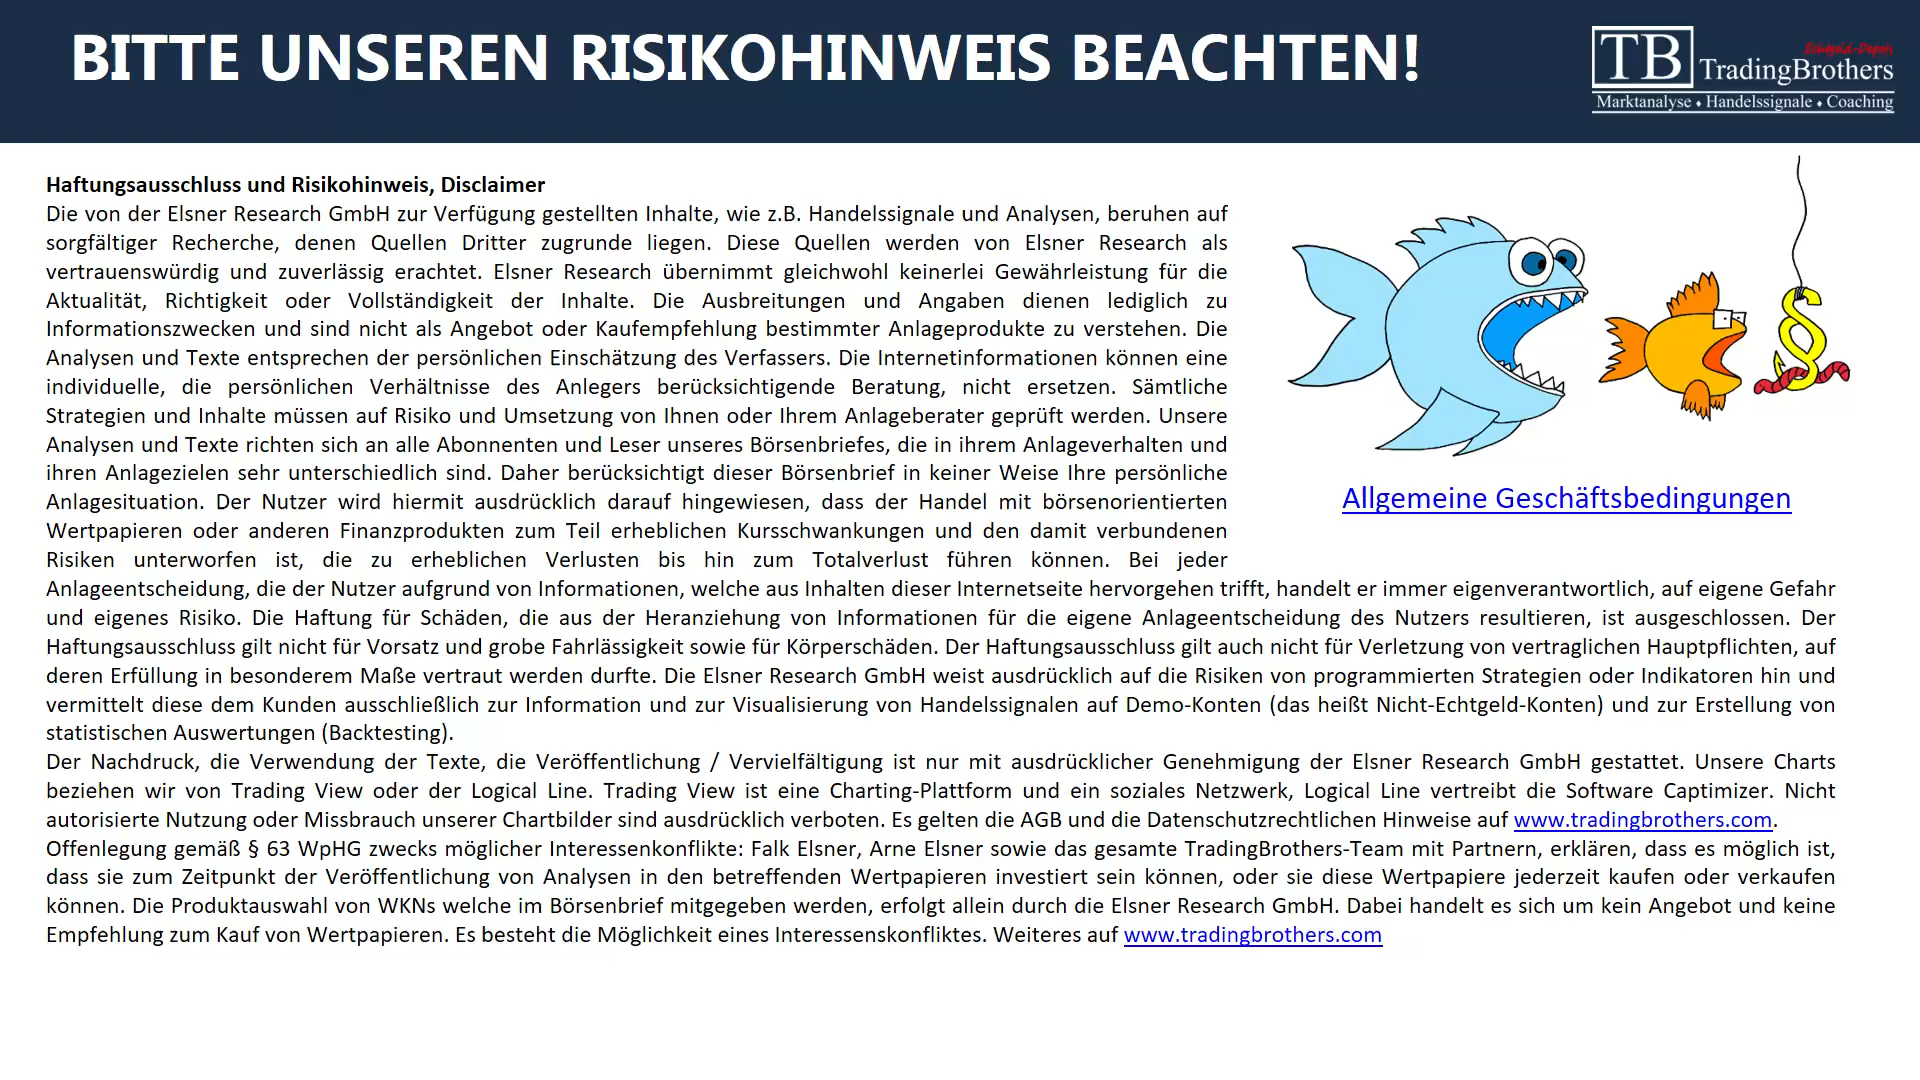 BITTE UNSEREN RISIKOHINWEIS BEACHTEN!
Echtgeld-Depot
TB TradingBrothers
Marktanalyse ♦ Handelssignale ♦ Coaching
Haftungsausschluss und Risikohinweis, Disclaimer
Die von der Elsner Research GmbH zur Verfügung gestellten Inhalte, wie z.B. Handelssignale und Analysen, beruhen auf
sorgfältiger Recherche, denen Quellen Dritter zugrunde liegen. Diese Quellen werden von Elsner Research als
vertrauenswürdig und zuverlässig erachtet. Elsner Research übernimmt gleichwohl keinerlei Gewährleistung für die
Aktualität, Richtigkeit oder Vollständigkeit der Inhalte. Die Ausbreitungen und Angaben dienen lediglich zu
Informationszwecken und sind nicht als Angebot oder Kaufempfehlung bestimmter Anlageprodukte zu verstehen. Die
Analysen und Texte entsprechen der persönlichen Einschätzung des Verfassers. Die Internetinformationen können eine
individuelle, die persönlichen Verhältnisse des Anlegers berücksichtigende Beratung, nicht ersetzen. Sämtliche
Strategien und Inhalte müssen auf Risiko und Umsetzung von Ihnen oder Ihrem Anlageberater geprüft werden. Unsere
Analysen und Texte richten sich an alle Abonnenten und Leser unseres Börsenbriefes, die in ihrem Anlageverhalten und
ihren Anlagezielen sehr unterschiedlich sind. Daher berücksichtigt dieser Börsenbrief in keiner Weise Ihre persönliche
Anlagesituation. Der Nutzer wird hiermit ausdrücklich darauf hingewiesen, dass der Handel mit börsenorientierten
Wertpapieren oder anderen Finanzprodukten zum Teil erheblichen Kursschwankungen und den damit verbundenen
Risiken unterworfen ist, die zu erheblichen Verlusten bis hin zum Totalverlust führen können. Bei jeder
Anlageentscheidung, die der Nutzer aufgrund von Informationen, welche aus Inhalten dieser Internetseite hervorgehen trifft, handelt er immer eigenverantwortlich, auf eigene Gefahr
und eigenes Risiko. Die Haftung für Schäden, die aus der Heranziehung von Informationen für die eigene Anlageentscheidung des Nutzers resultieren, ist ausgeschlossen. Der
Haftungsausschluss gilt nicht für Vorsatz und grobe Fahrlässigkeit sowie für Körperschäden. Der Haftungsausschluss gilt auch nicht für Verletzung von vertraglichen Hauptpflichten, auf
deren Erfüllung in besonderem Maße vertraut werden durfte. Die Elsner Research GmbH weist ausdrücklich auf die Risiken von programmierten Strategien oder Indikatoren hin und
vermittelt diese dem Kunden ausschließlich zur Information und zur Visualisierung von Handelssignalen auf Demo-Konten (das heißt Nicht-Echtgeld-Konten) und zur Erstellung von
statistischen Auswertungen (Backtesting).
Der Nachdruck, die Verwendung der Texte, die Veröffentlichung / Vervielfältigung ist nur mit ausdrücklicher Genehmigung der Elsner Research GmbH gestattet. Unsere Charts
beziehen wir von Trading View oder der Logical Line. Trading View ist eine Charting-Plattform und ein soziales Netzwerk, Logical Line vertreibt die Software Captimizer. Nicht
autorisierte Nutzung oder Missbrauch unserer Chartbilder sind ausdrücklich verboten. Es gelten die AGB und die Datenschutzrechtlichen Hinweise auf www.tradingbrothers.com.
Offenlegung gemäß § 63 WpHG zwecks möglicher Interessenkonflikte: Falk Elsner, Arne Elsner sowie das gesamte TradingBrothers-Team mit Partnern, erklären, dass es möglich ist,
dass sie zum Zeitpunkt der Veröffentlichung von Analysen in den betreffenden Wertpapieren investiert sein können, oder sie diese Wertpapiere jederzeit kaufen oder verkaufen
können. Die Produktauswahl von WKNs welche im Börsenbrief mitgegeben werden, erfolgt allein durch die Elsner Research GmbH. Dabei handelt es sich um kein Angebot und keine
Empfehlung zum Kauf von Wertpapieren. Es besteht die Möglichkeit eines Interessenskonfliktes. Weiteres auf www.tradingbrothers.com
§
Allgemeine Geschäftsbedingungen